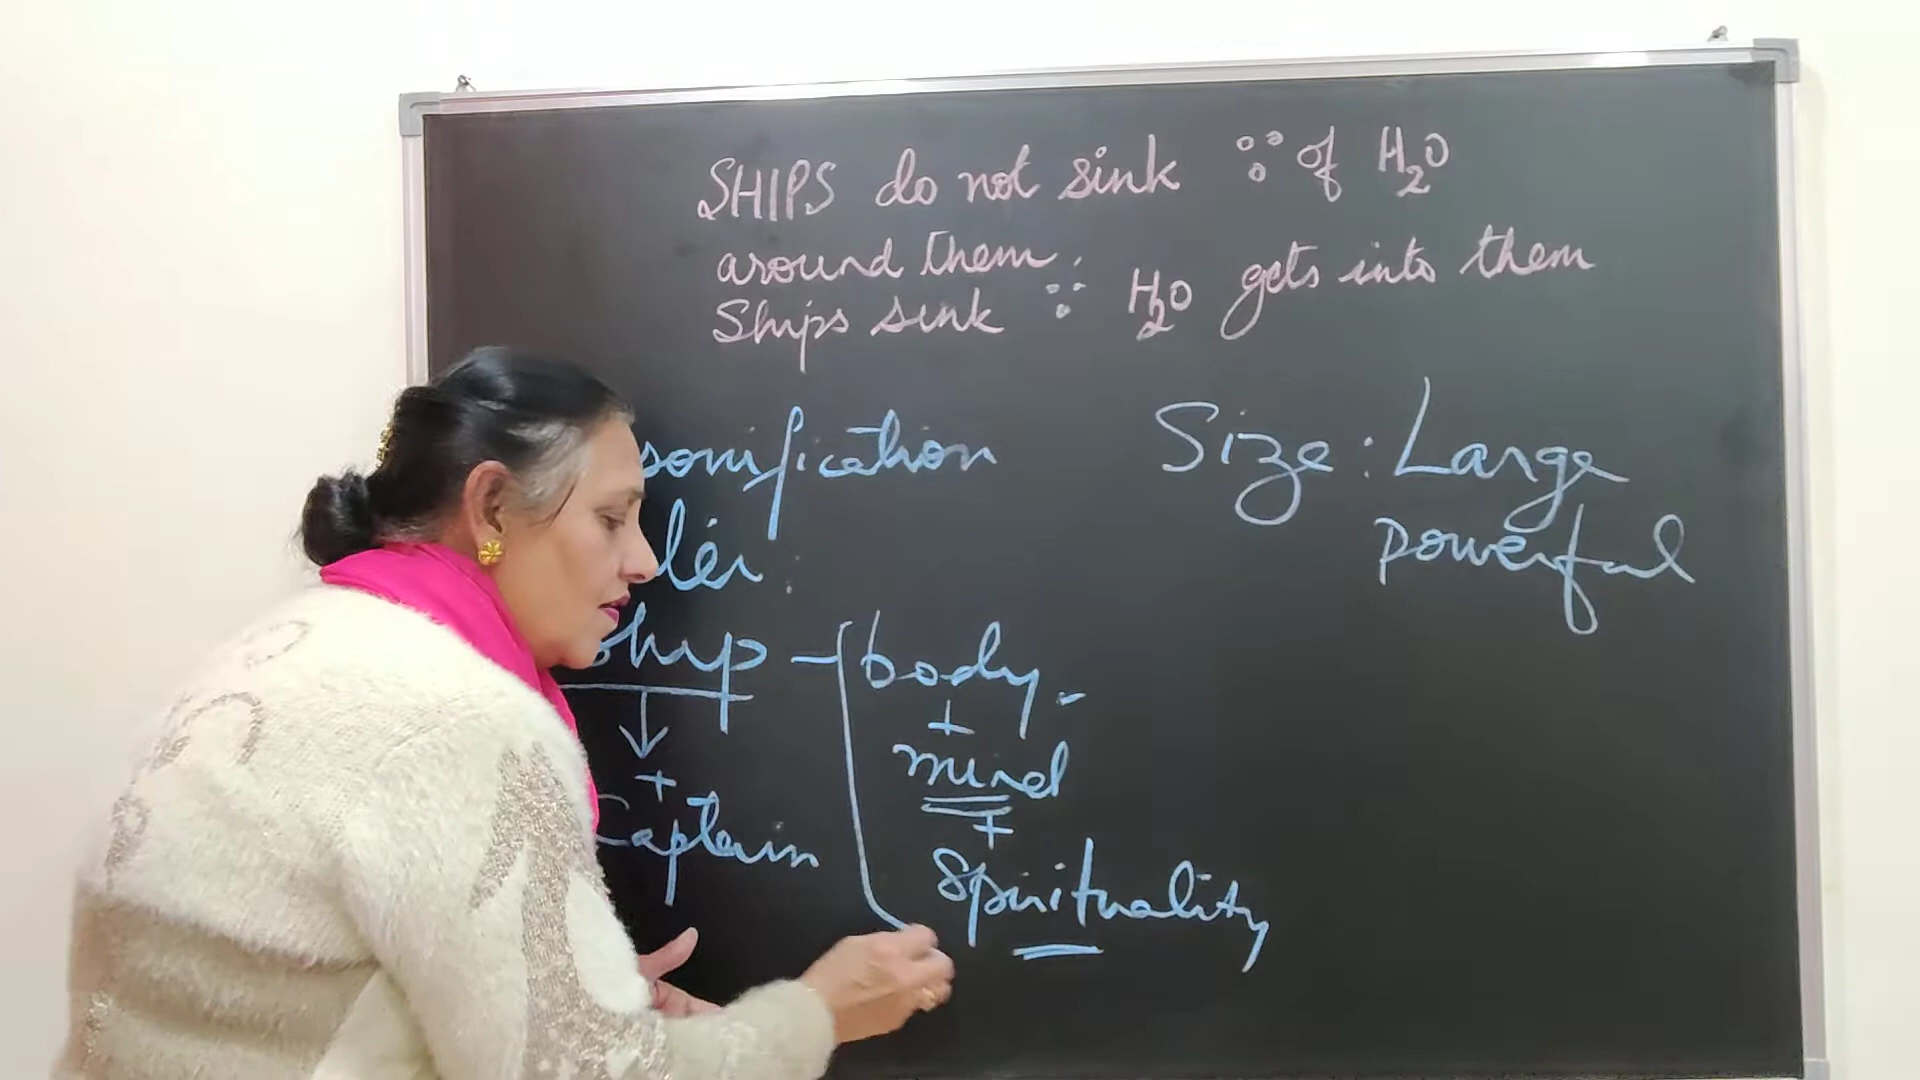 SHIPS do not sink ∵ of H₂O
around them.
Ships sink ∵ H₂O gets into them
sonification
Size: Large
powerful
der
Ship - body
+
mind
+
Captain
+
Spirituality